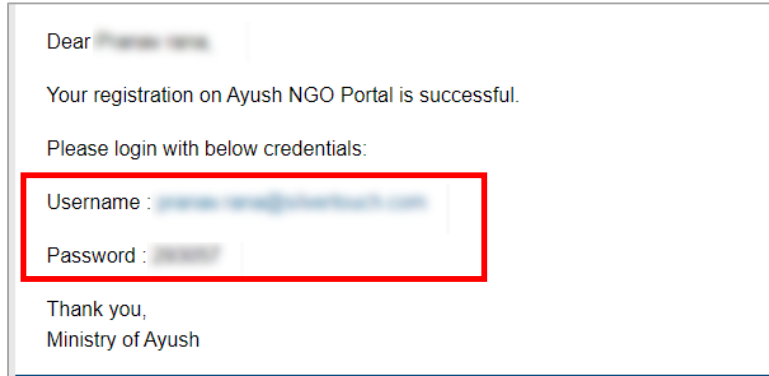 Dear
Your registration on Ayush NGO Portal is successful.
Please login with below credentials:
Username :
Password :
Thank you,
Ministry of Ayush